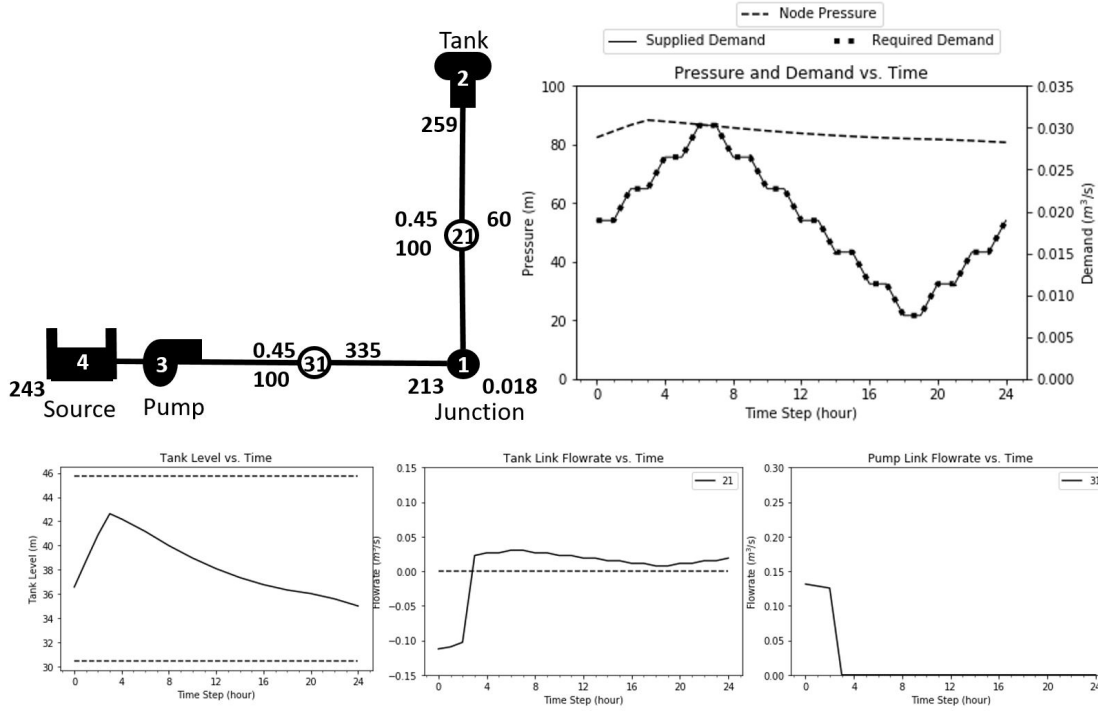 Node Pressure
Supplied Demand
Required Demand
Pressure and Demand vs. Time
100
80
60
40
20
0
Pressure (m)
0.035
0.030
0.025
0.020
0.015
0.010
0.005
0.000
Demand (m³/s)
0 4 8 12 16 20 24
Time Step (hour)
Tank
2
259
0.45
100
21
60
4
243
Source
3
Pump
0.45
100
31
335
1
213
0.018
Junction
Tank Level vs. Time
46
44
42
40
38
36
34
32
30
Tank Level (m)
0 4 8 12 16 20 24
Time Step (hour)
Tank Link Flowrate vs. Time
21
0.15
0.10
0.05
0.00
−0.05
−0.10
−0.15
Flowrate (m³/s)
0 4 8 12 16 20 24
Time Step (hour)
Pump Link Flowrate vs. Time
31
0.30
0.25
0.20
0.15
0.10
0.05
0.00
Flowrate (m³/s)
0 4 8 12 16 20 24
Time Step (hour)